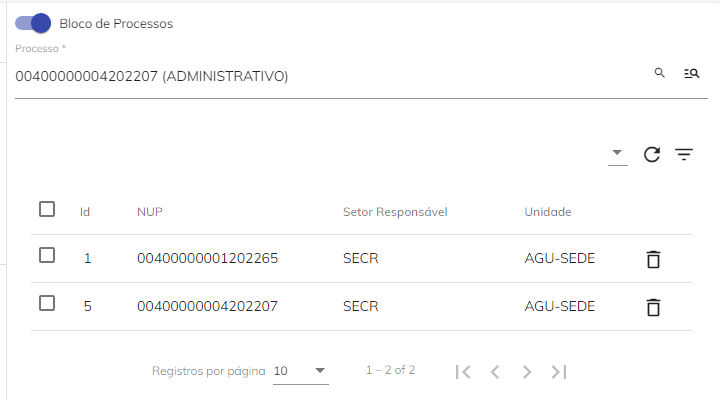 Bloco de Processos
Processo *
00400000004202207 (ADMINISTRATIVO)
Id NUP Setor Responsável Unidade
1 00400000001202265 SECR AGU-SEDE
5 00400000004202207 SECR AGU-SEDE
Registros por página 10 1 – 2 of 2